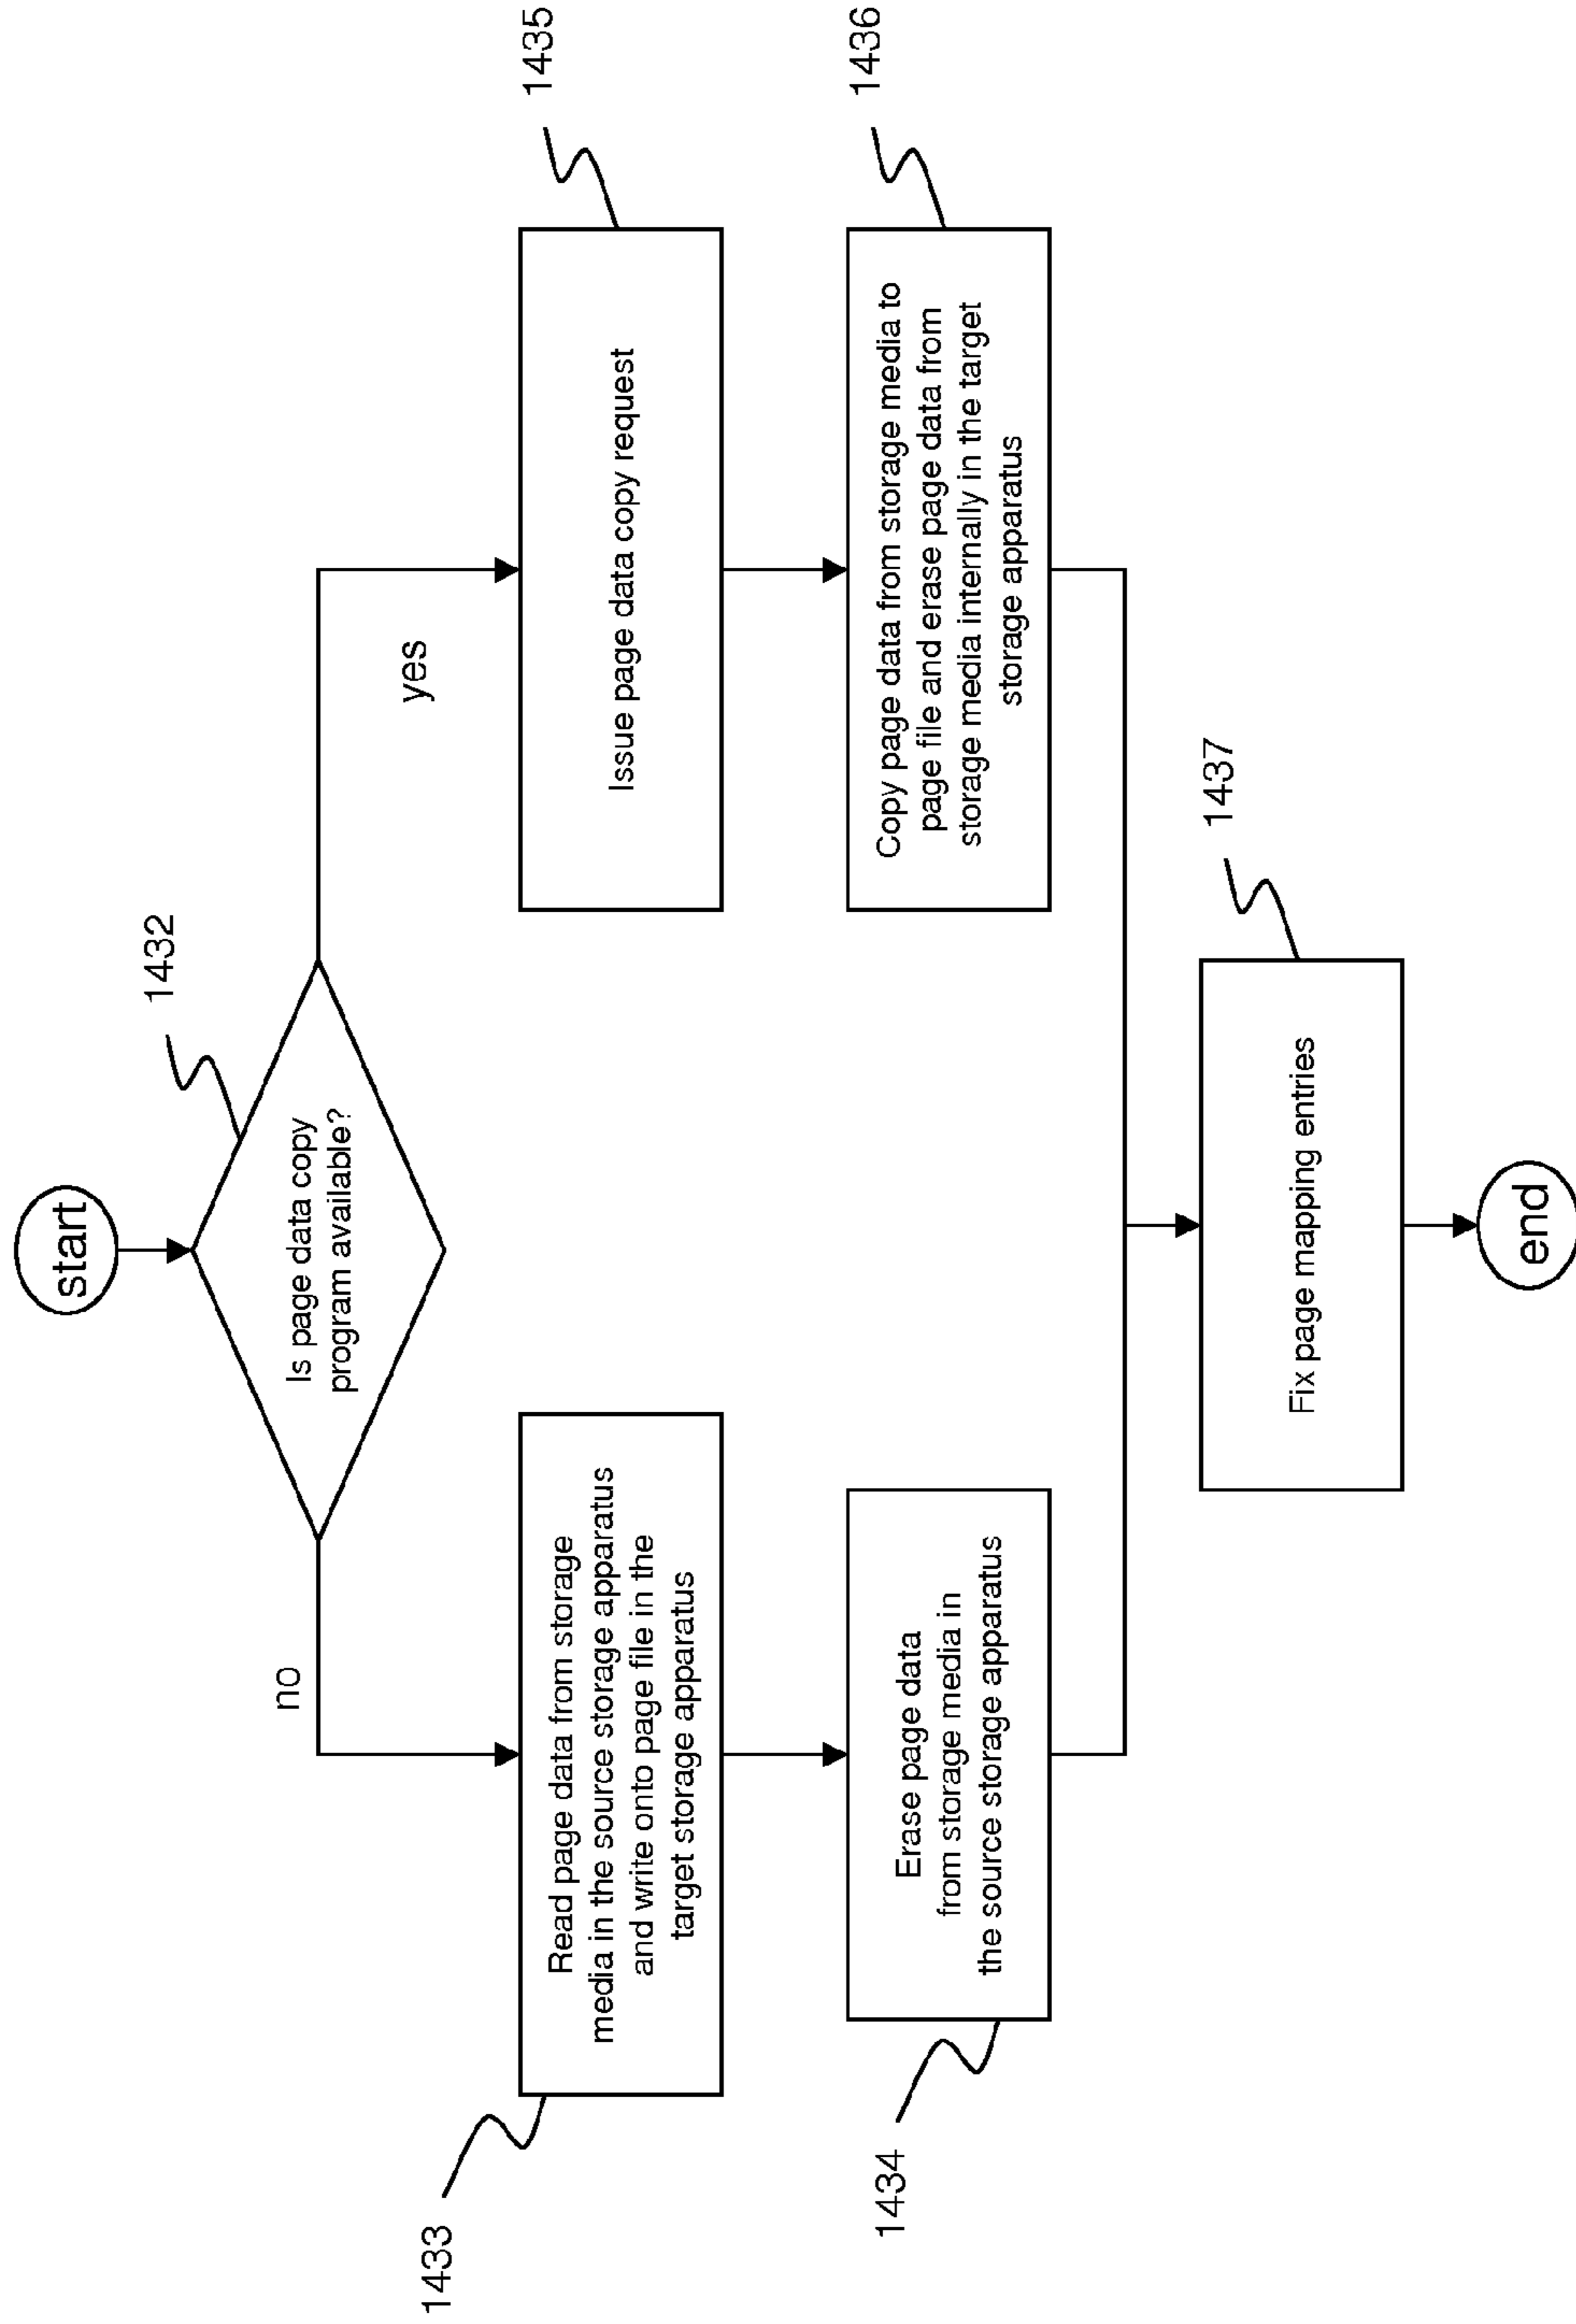 start
1432
Is page data copy
program available?
no
yes
1433
Read page data from storage
media in the source storage apparatus
and write onto page file in the
target storage apparatus
1435
Issue page data copy request
1434
Erase page data
from storage media in
the source storage apparatus
1436
Copy page data from storage media to
page file and erase page data from
storage media internally in the target
storage apparatus
1437
Fix page mapping entries
end